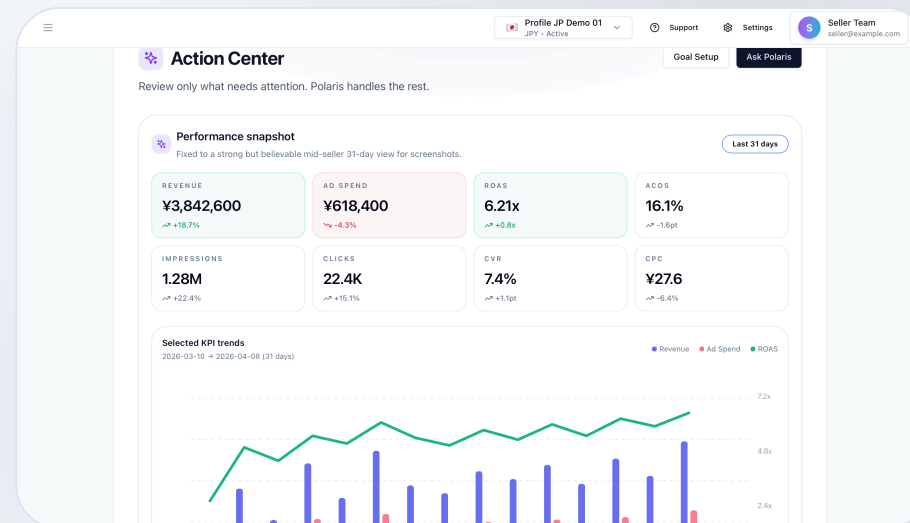 Profile JP Demo 01
JPY • Active
Support
Settings
S
Seller Team
seller@example.com
Action Center
Goal Setup
Ask Polaris
Review only what needs attention. Polaris handles the rest.
Performance snapshot
Fixed to a strong but believable mid-seller 31-day view for screenshots.
Last 31 days
REVENUE
¥3,842,600
+18.7%
AD SPEND
¥618,400
-4.3%
ROAS
6.21x
+0.8x
ACOS
16.1%
-1.6pt
IMPRESSIONS
1.28M
+22.4%
CLICKS
22.4K
+15.1%
CVR
7.4%
+1.1pt
CPC
¥27.6
-6.4%
Selected KPI trends
2026-03-10 → 2026-04-08 (31 days)
Revenue
Ad Spend
ROAS
7.2x
4.8x
2.4x